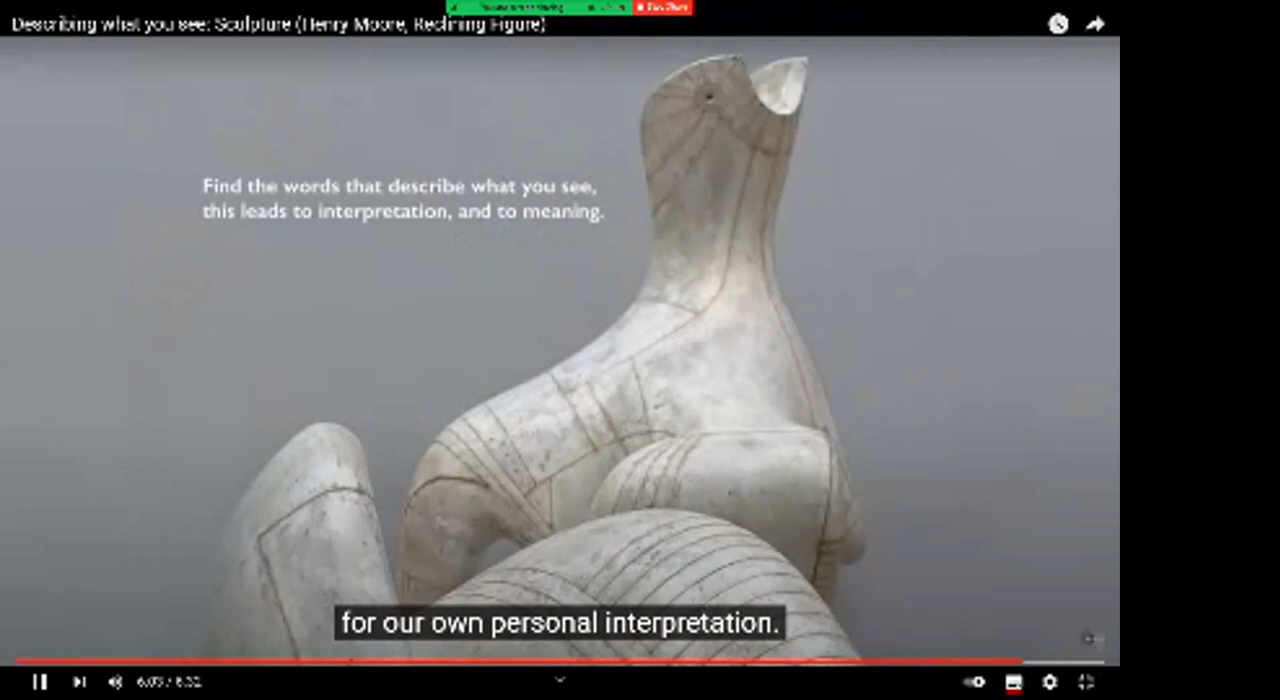 Describing what you see: Sculpture (Henry Moore, Reclining Figure)
Find the words that describe what you see,
this leads to interpretation, and to meaning.
for our own personal interpretation.